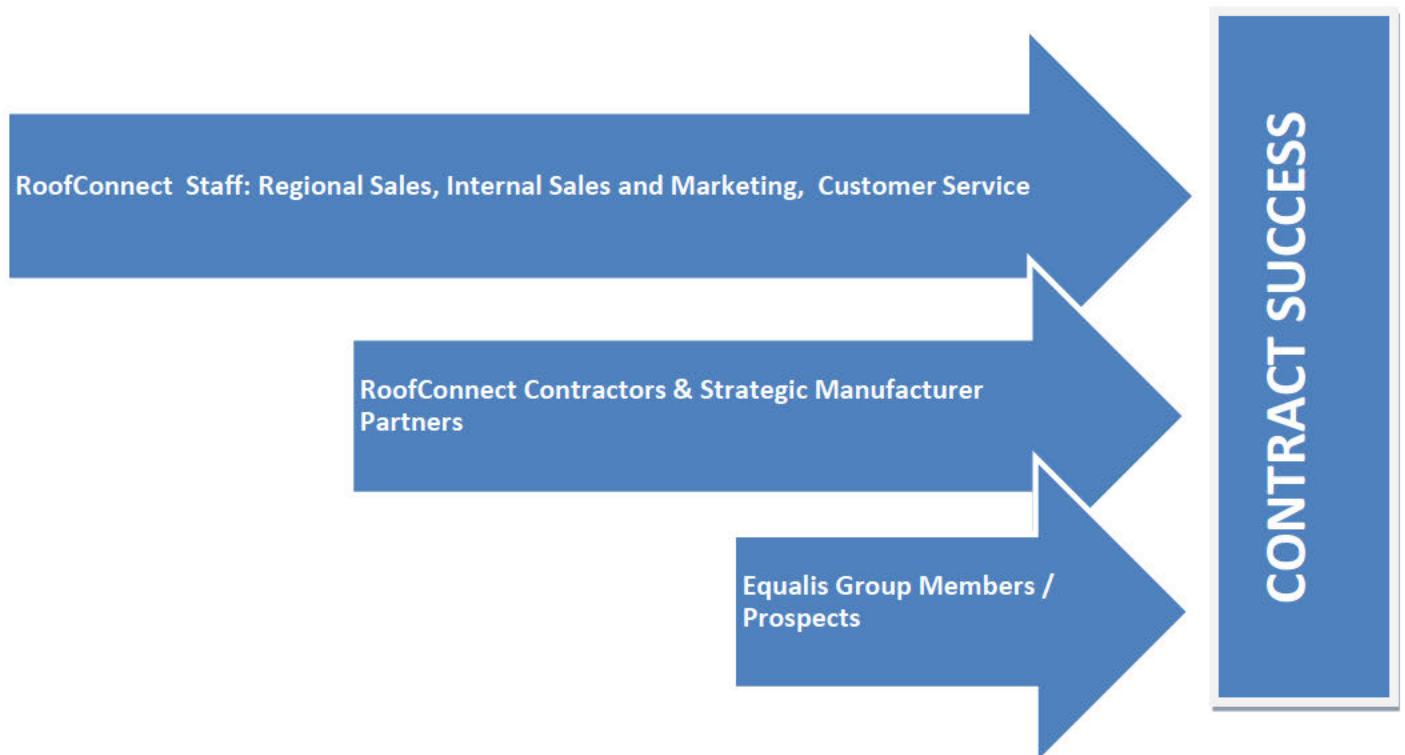 RoofConnect  Staff: Regional Sales, Internal Sales and Marketing,  Customer Service
RoofConnect Contractors & Strategic Manufacturer
Partners
Equalis Group Members /
Prospects
CONTRACT SUCCESS